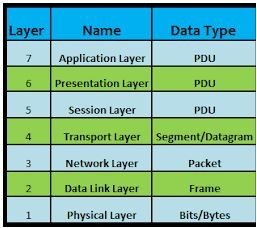 Layer Name Data Type
7 Application Layer PDU
6 Presentation Layer PDU
5 Session Layer PDU
4 Transport Layer Segment/Datagram
3 Network Layer Packet
2 Data Link Layer Frame
1 Physical Layer Bits/Bytes